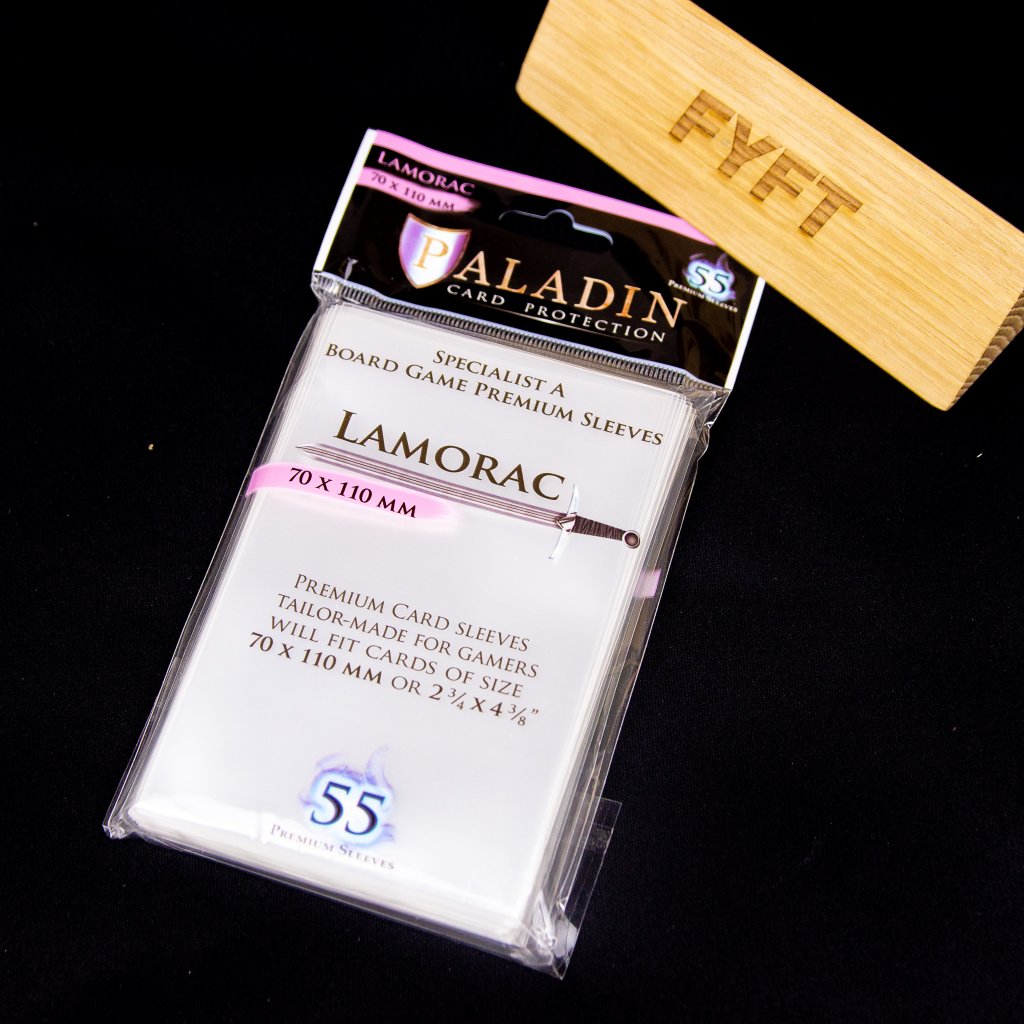 FYFT
LAMORAC
70 X 110 MM
PALADIN
CARD PROTECTION
55
PREMIUM SLEEVES
SPECIALIST A
BOARD GAME PREMIUM SLEEVES
LAMORAC
70 X 110 MM
PREMIUM CARD SLEEVES
TAILOR-MADE FOR GAMERS
WILL FIT CARDS OF SIZE
70 X 110 MM OR 2 ¾ X 4 ⅜”
55
PREMIUM SLEEVES